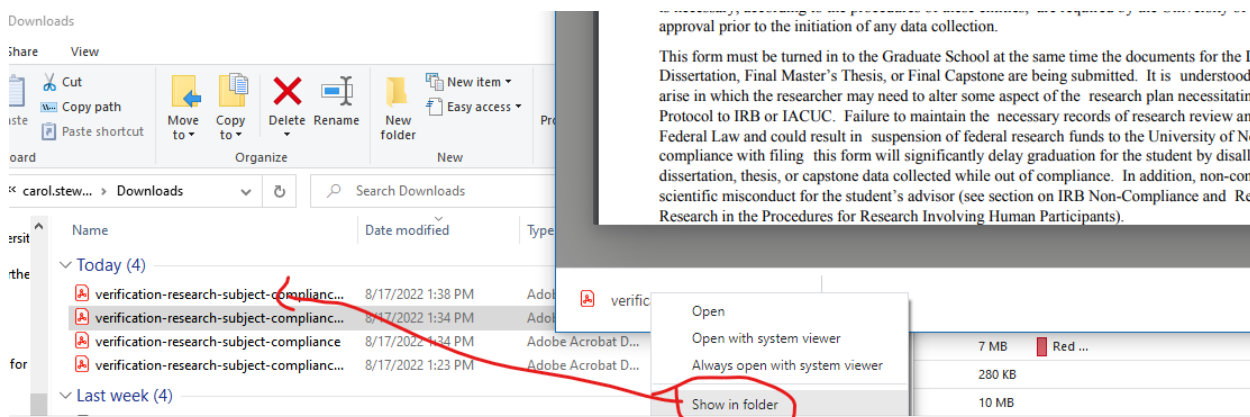 Downloads
Share View
Cut
Copy path
Paste shortcut
Move to
Copy to
Delete
Rename
New folder
New item
Easy access
Organize
New
carol.stew... > Downloads
Search Downloads
Name Date modified Type
Today (4)
verification-research-subject-complianc... 8/17/2022 1:38 PM
verification-research-subject-complianc... 8/17/2022 1:34 PM
verification-research-subject-compliance 8/17/2022 1:34 PM Adobe Acrobat D...
verification-research-subject-complianc... 8/17/2022 1:23 PM Adobe Acrobat D...
Last week (4)
for
approval prior to the initiation of any data collection.
This form must be turned in to the Graduate School at the same time the documents for the
Dissertation, Final Master's Thesis, or Final Capstone are being submitted. It is understood
arise in which the researcher may need to alter some aspect of the research plan necessitatin
Protocol to IRB or IACUC. Failure to maintain the necessary records of research review an
Federal Law and could result in suspension of federal research funds to the University of No
compliance with filing this form will significantly delay graduation for the student by disall
dissertation, thesis, or capstone data collected while out of compliance. In addition, non-con
scientific misconduct for the student's advisor (see section on IRB Non-Compliance and Re
Research in the Procedures for Research Involving Human Participants).
verific
Open
Open with system viewer
Always open with system viewer
Show in folder
7 MB Red ...
280 KB
10 MB